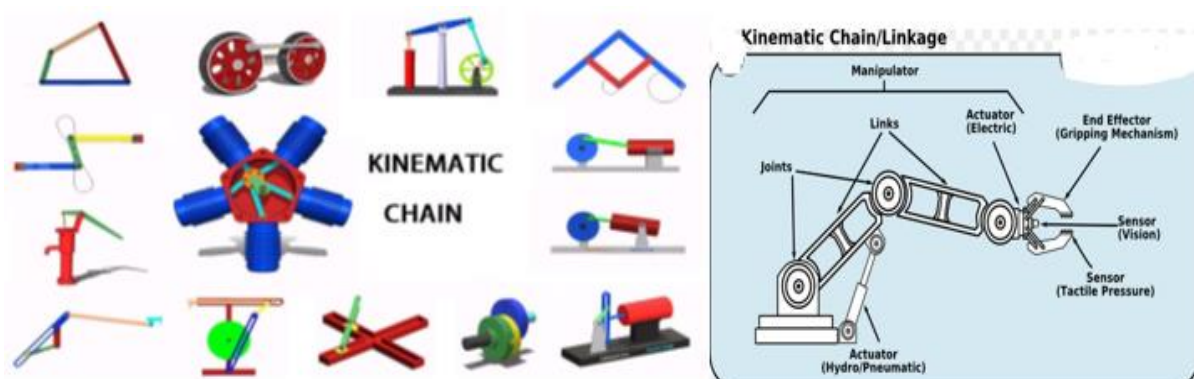 KINEMATIC
CHAIN
Kinematic Chain/Linkage
Manipulator
Links
Joints
Actuator
(Electric)
End Effector
(Gripping Mechanism)
Sensor
(Vision)
Sensor
(Tactile Pressure)
Actuator
(Hydro/Pneumatic)